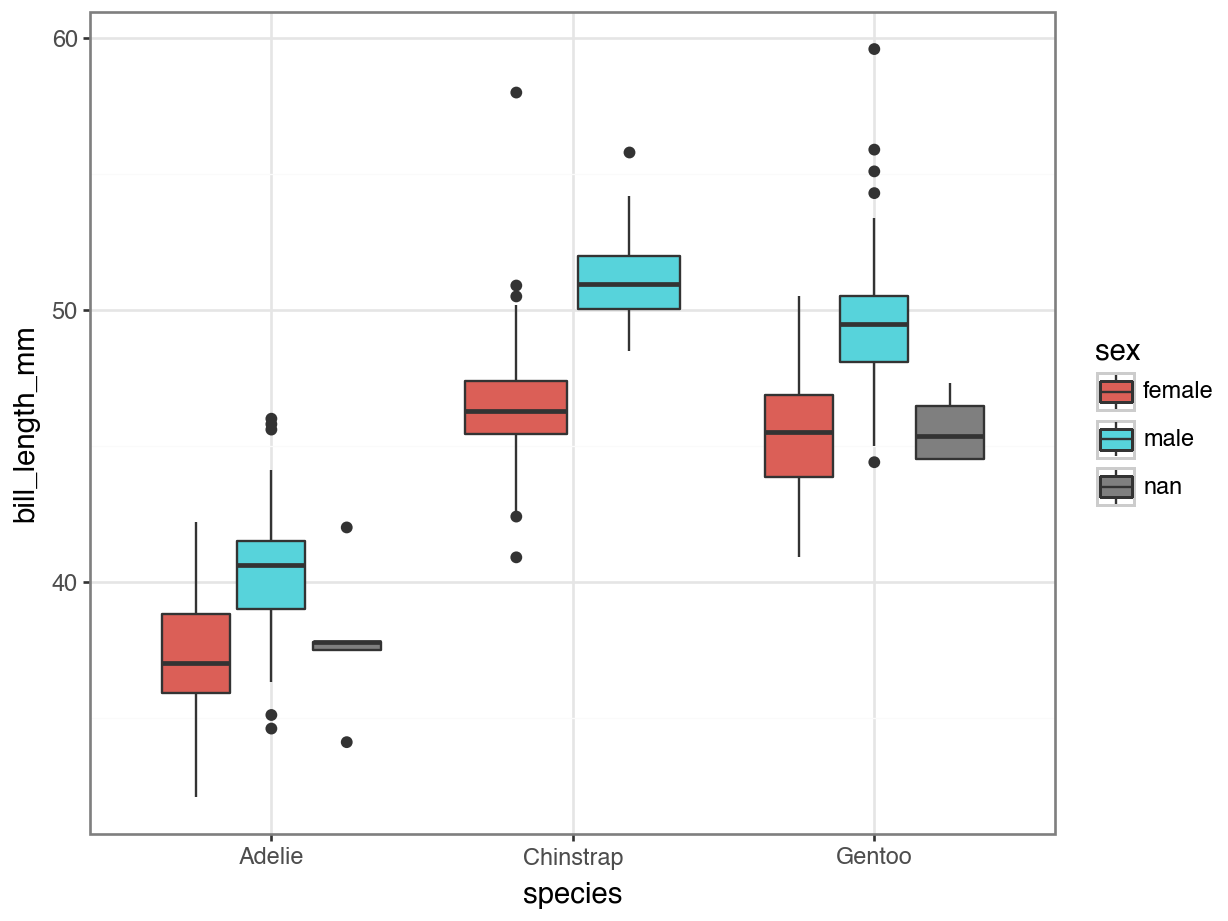 60
50
40
bill_length_mm
Adelie
Chinstrap
Gentoo
species
sex
female
male
nan